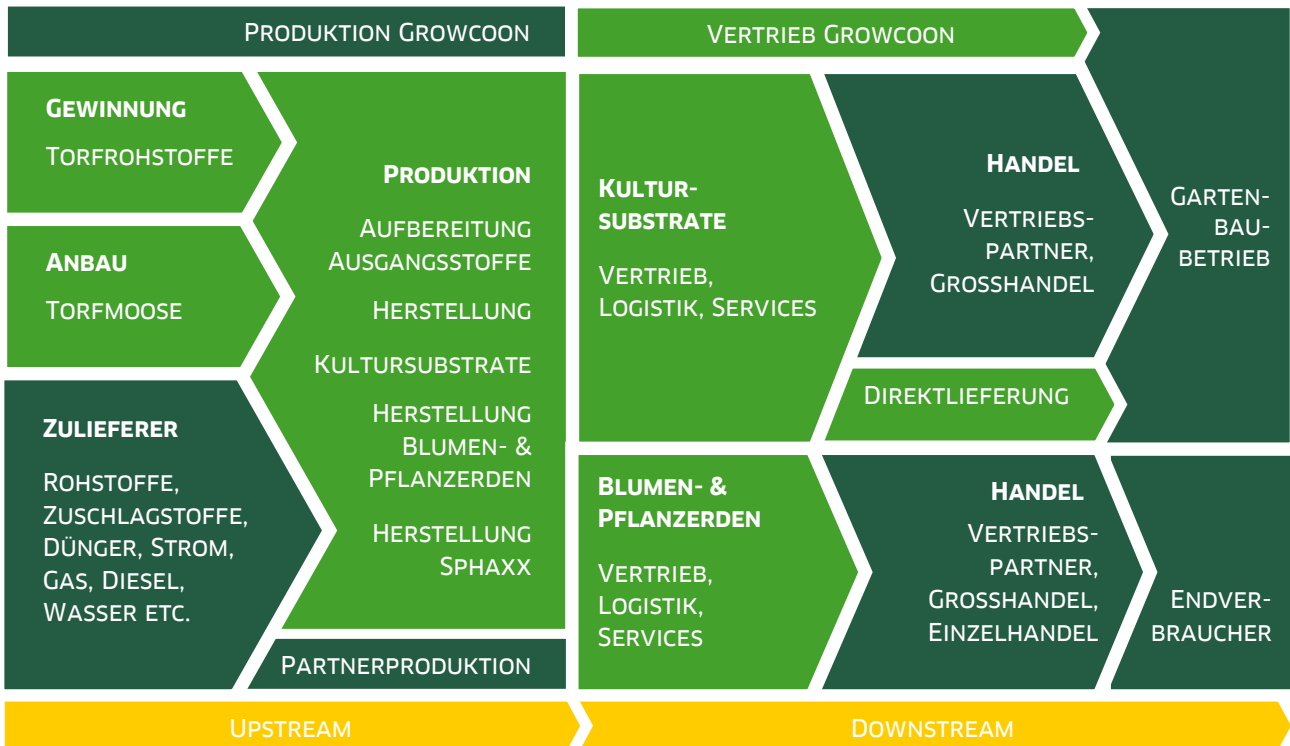 PRODUKTION GROWCOON
VERTRIEB GROWCOON
GEWINNUNG
TORFROHSTOFFE
ANBAU
TORFMOOSE
ZULIEFERER
ROHSTOFFE,
ZUSCHLAGSTOFFE,
DÜNGER, STROM,
GAS, DIESEL,
WASSER ETC.
PRODUKTION
AUFBEREITUNG
AUSGANGSSTOFFE
HERSTELLUNG
KULTURSUBSTRATE
HERSTELLUNG
BLUMEN- &
PFLANZERDEN
HERSTELLUNG
SPHAXX
PARTNERPRODUKTION
KULTUR-
SUBSTRATE
VERTRIEB,
LOGISTIK, SERVICES
HANDEL
VERTRIEBS-
PARTNER,
GROSSHANDEL
DIREKTLIEFERUNG
GARTEN-
BAU-
BETRIEB
BLUMEN- &
PFLANZERDEN
VERTRIEB,
LOGISTIK,
SERVICES
HANDEL
VERTRIEBS-
PARTNER,
GROSSHANDEL,
EINZELHANDEL
ENDVER-
BRAUCHER
UPSTREAM
DOWNSTREAM